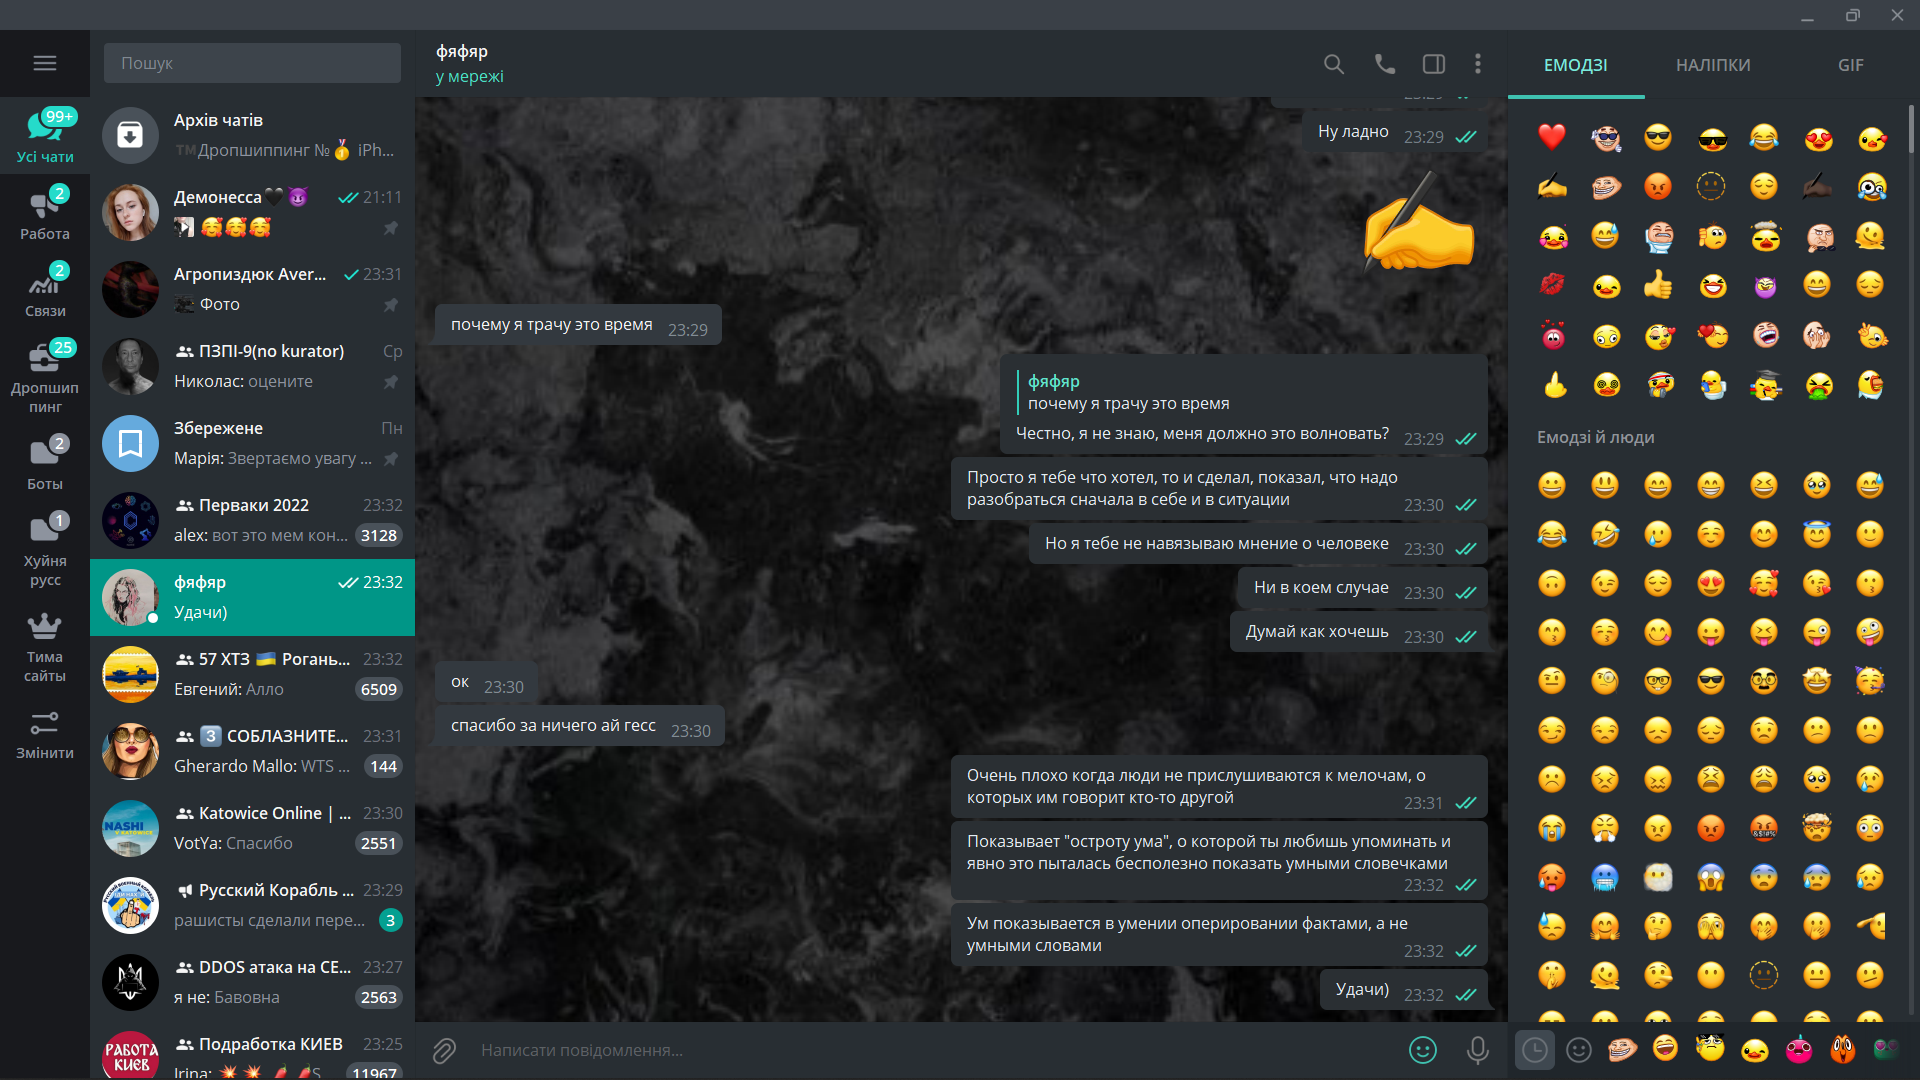 Пошук
99+
Усі чати
2
Работа
2
Связи
25
Дропшип
пинг
2
Боты
1
Хуйня
русс
Тима
сайты
Змінити
Архів чатів
™Дропшиппинг №🥇 iPh...
Демонесса🖤😈 21:11
🥰🥰🥰
Агропиздюк Aver... 23:31
Фото
ПЗПІ-9(no kurator) Ср
Николас: оцените
Збережене Пн
Марія: Звертаємо увагу ...
Перваки 2022 23:32
alex: вот это мем кон... 3128
фяфяр 23:32
Удачи)
57 ХТЗ 🇺🇦 Рогань... 23:32
Евгений: Алло 6509
3️⃣ СОБЛАЗНИТЕ... 23:31
Gherardo Mallo: WTS ... 144
NASHI
У КАТОВІСЕ
Katowice Online | ... 23:30
VotYa: Спасибо 2551
Русский Корабль ... 23:29
рашисты сделали пере... 3
DDOS атака на СЕ... 23:27
я не: Бавовна 2563
РАБОТА
КИЕВ
Подработка КИЕВ 23:25
Irina: 💥💥🌶️🌶️S 11967
фяфяр
у мережі
23:29
Ну ладно 23:29
✍️
почему я трачу это время 23:29
фяфяр
почему я трачу это время
Честно, я не знаю, меня должно это волновать? 23:29
Просто я тебе что хотел, то и сделал, показал, что надо
разобраться сначала в себе и в ситуации 23:30
Но я тебе не навязываю мнение о человеке 23:30
Ни в коем случае 23:30
Думай как хочешь 23:30
ок 23:30
спасибо за ничего ай гесс 23:30
Очень плохо когда люди не прислушиваются к мелочам, о
которых им говорит кто-то другой 23:31
Показывает "остроту ума", о которой ты любишь упоминать и
явно это пыталась бесполезно показать умными словечками
23:32
Ум показывается в умении оперировании фактами, а не
умными словами 23:32
Удачи) 23:32
Написати повідомлення...
ЕМОДЗІ НАЛІПКИ GIF
Емодзі й люди